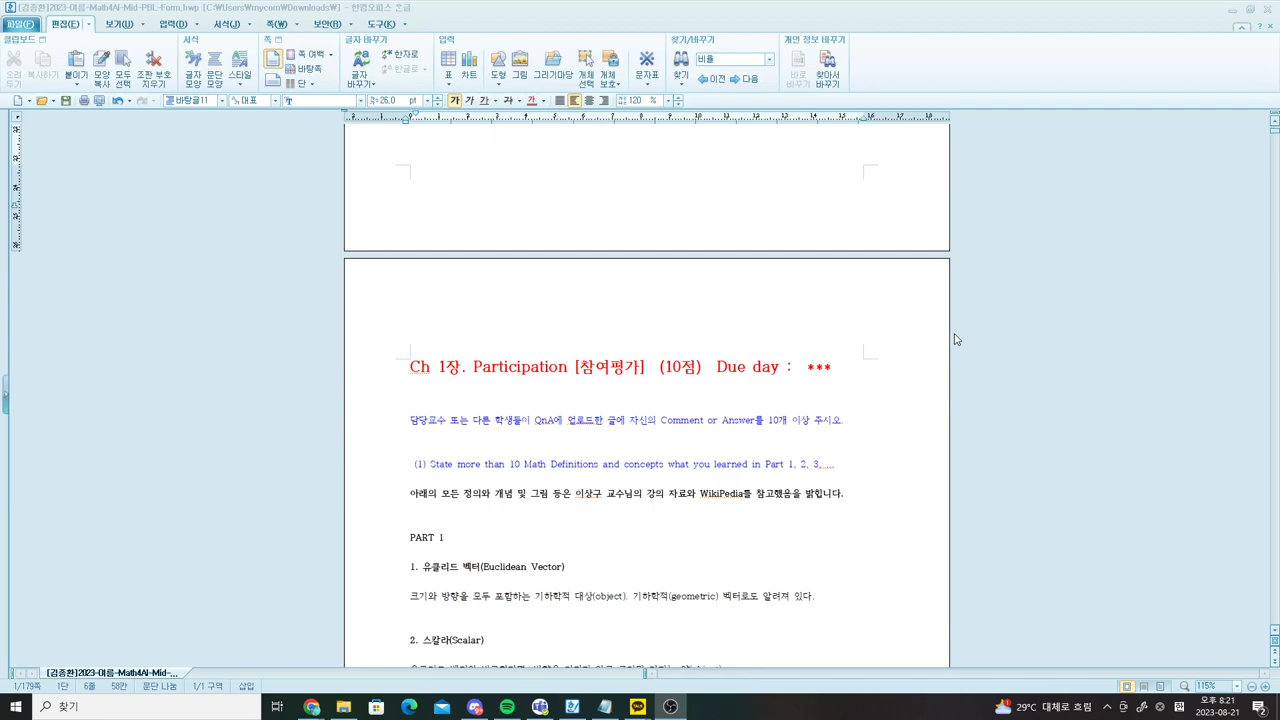 [김종환]2023-여름-Math4AI-Mid-PBL-Form.hwp [C:\Users\mycom\Downloads\] - 한컴오피스 한글
파일(F) 편집(E) 보기(U) 입력(D) 서식(J) 쪽(W) 보안(B) 도구(K)
클립보드 서식 쪽 글자 바꾸기 입력 찾기/바꾸기 개인 정보 바꾸기
오려 두기 복사하기 붙이기 모양 복사 모두 선택 조판 부호 지우기 글자 모양 문단 모양 스타일 쪽 여백 바탕쪽 단 글자 바꾸기 한자로 한글로 표 차트 도형 그림 그리기마당 개체 선택 개체 보호 문자표 찾기 비율 이전 다음 바로 바꾸기 찾아서 바꾸기
바탕글11 대표 26.0 pt 가 가 가 가 가 120 %
Ch 1장. Participation [참여평가] (10점) Due day : ***
담당교수 또는 다른 학생들이 QnA에 업로드한 글에 자신의 Comment or Answer를 10개 이상 주시오.
(1) State more than 10 Math Definitions and concepts what you learned in Part 1, 2, 3, ...
아래의 모든 정의와 개념 및 그림 등은 이상구 교수님의 강의 자료와 WikiPedia를 참고했음을 밝힙니다.
PART 1
1. 유클리드 벡터(Euclidean Vector)
크기와 방향을 모두 포함하는 기하학적 대상(object). 기하학적(geometric) 벡터로도 알려져 있다.
2. 스칼라(Scalar)
[김종환]2023-여름-Math4AI-Mid-...
1/179쪽 1단 6줄 58칸 문단 나눔 1/1 구역 삽입 115%
찾기 29°C 대체로 흐림 오후 8:21
2023-08-21